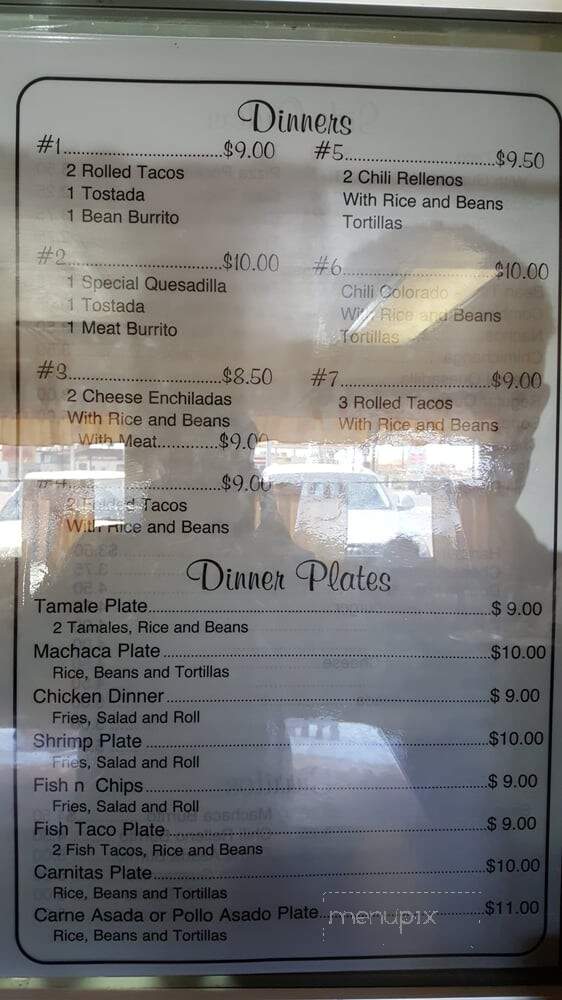 Dinners
#1..............................$9.00
2 Rolled Tacos
1 Tostada
1 Bean Burrito
#2..............................$10.00
1 Special Quesadilla
1 Tostada
1 Meat Burrito
#3..............................$8.50
2 Cheese Enchiladas
With Rice and Beans
With Meat.............$9.00
#4..............................$9.00
2 Tacos
With Rice and Beans
#5..............................$9.50
2 Chili Rellenos
With Rice and Beans
Tortillas
#6..............................$10.00
Chili Colorado
With Rice and Beans
Tortillas
#7..............................$9.00
3 Rolled Tacos
With Rice and Beans
Dinner Plates
Tamale Plate..............................$ 9.00
2 Tamales, Rice and Beans
Machaca Plate..............................$10.00
Rice, Beans and Tortillas
Chicken Dinner..............................$ 9.00
Fries, Salad and Roll
Shrimp Plate..............................$10.00
Fries, Salad and Roll
Fish n Chips..............................$ 9.00
Fries, Salad and Roll
Fish Taco Plate..............................$ 9.00
2 Fish Tacos, Rice and Beans
Carnitas Plate..............................$10.00
Rice, Beans and Tortillas
Carne Asada or Pollo Asado Plate..............................$11.00
Rice, Beans and Tortillas
menupix